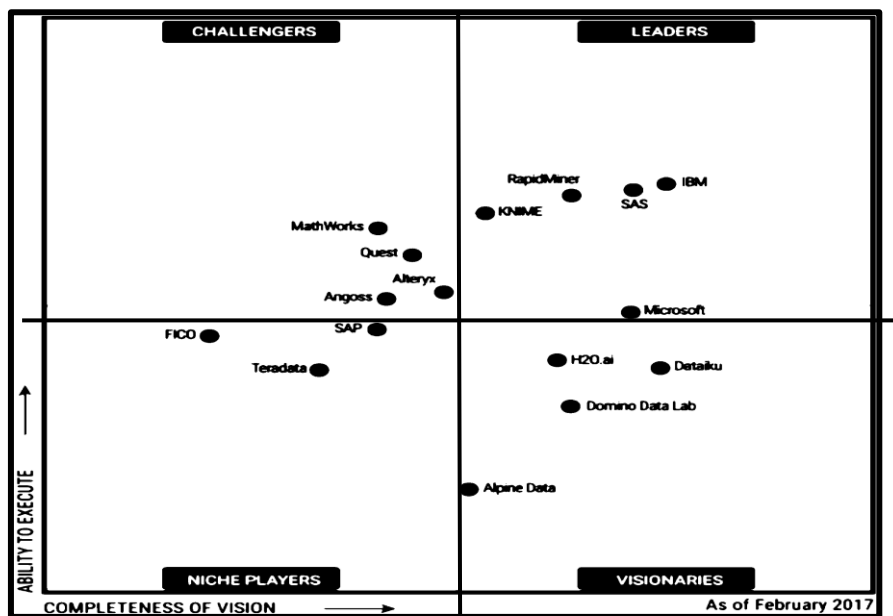 CHALLENGERS
LEADERS
RapidMiner
IBM
SAS
KNIME
MathWorks
Quest
Alteryx
Angoss
Microsoft
SAP
FICO
H2O.ai
Teradata
Dataiku
Domino Data Lab
Alpine Data
ABILITY TO EXECUTE
NICHE PLAYERS
VISIONARIES
COMPLETENESS OF VISION
As of February 2017